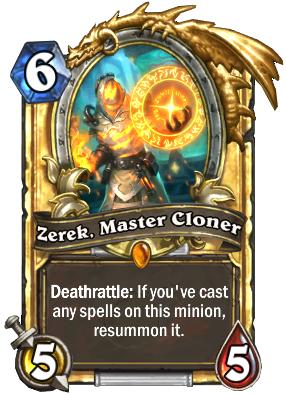 6
Zerek, Master Cloner
Deathrattle: If you've cast
any spells on this minion,
resummon it.
5 5